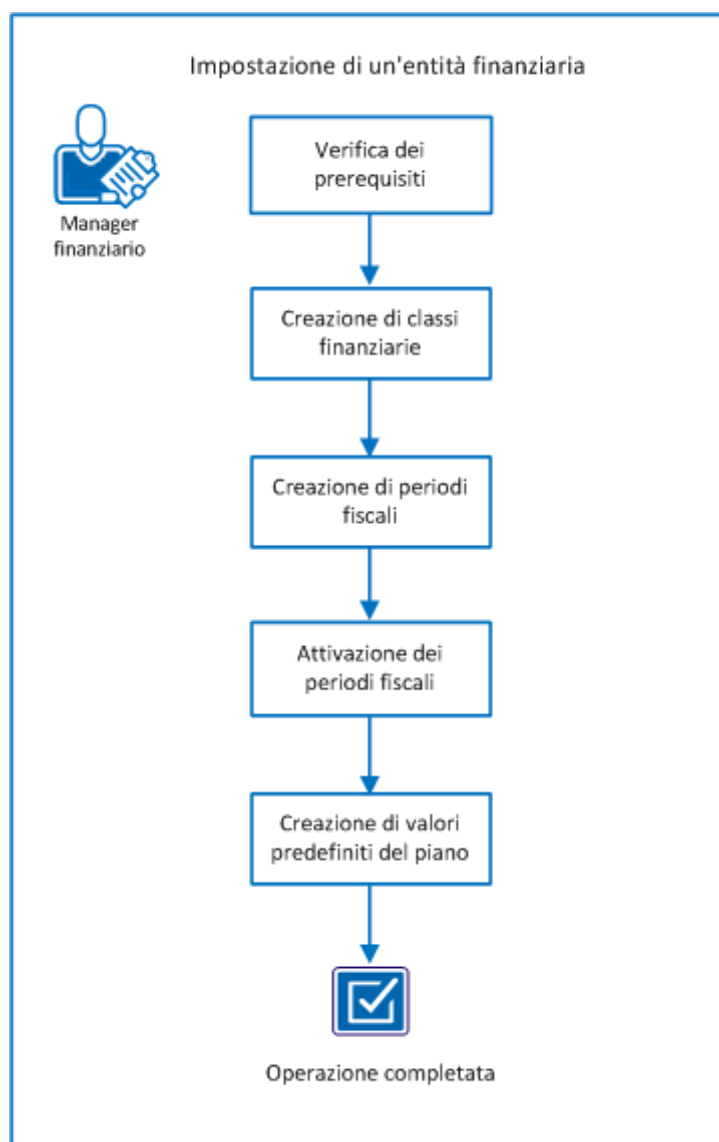 Impostazione di un'entità finanziaria
Manager
finanziario
Verifica dei
prerequisiti
Creazione di classi
finanziarie
Creazione di periodi
fiscali
Attivazione dei
periodi fiscali
Creazione di valori
predefiniti del piano
Operazione completata